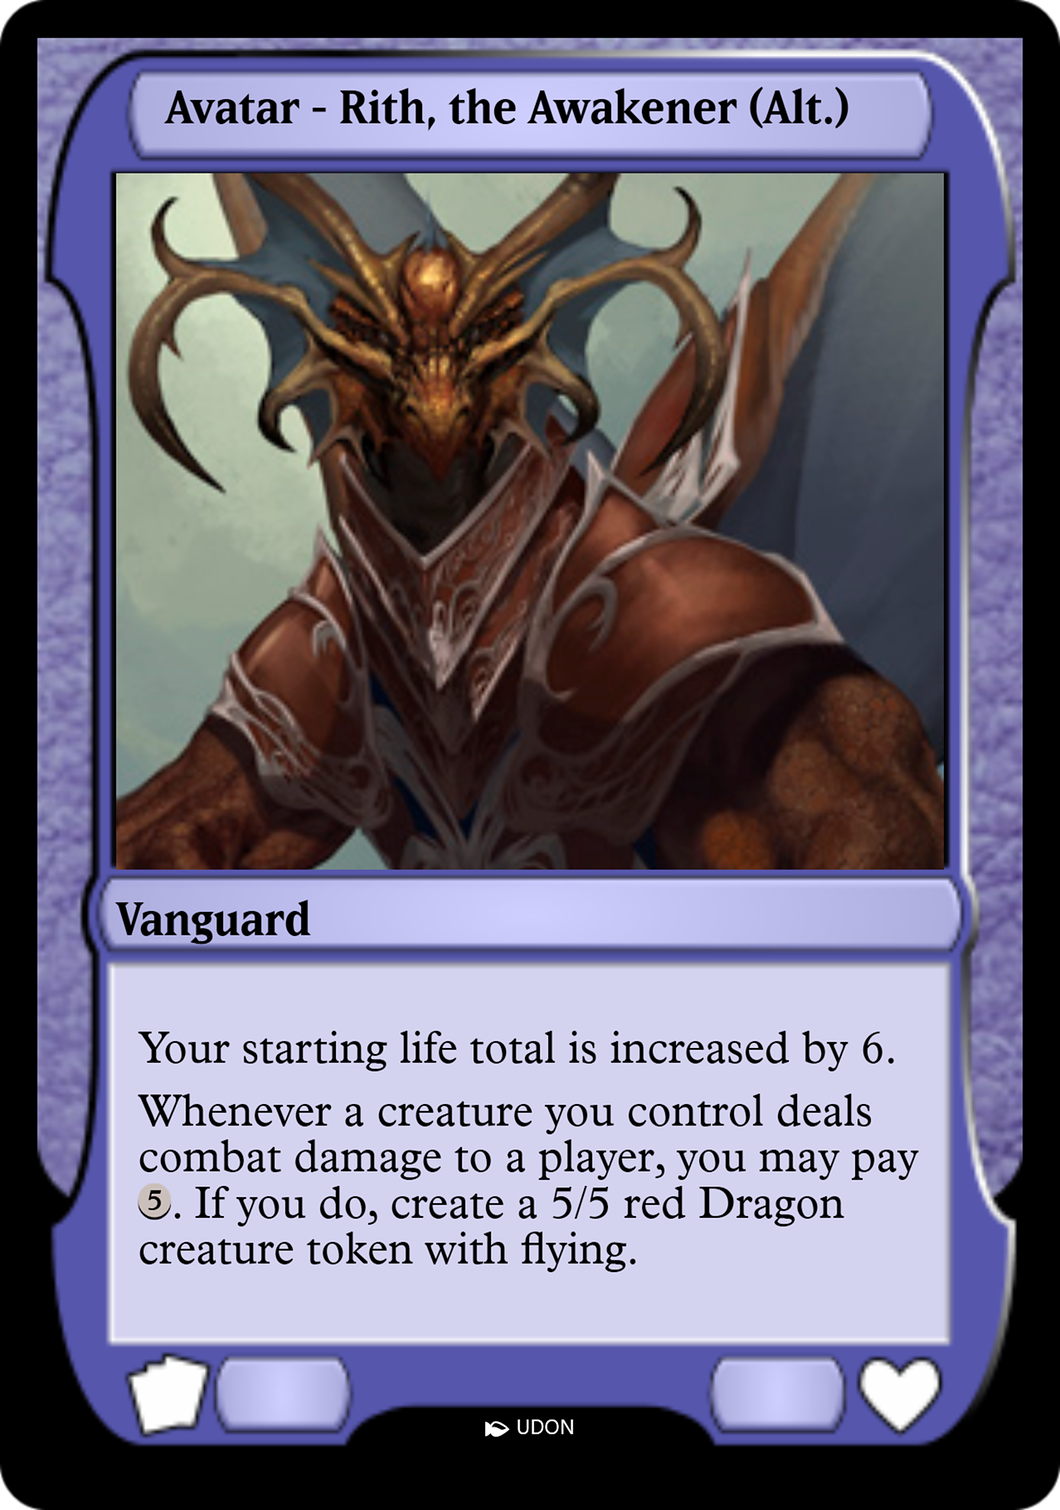 Avatar - Rith, the Awakener (Alt.)
Vanguard
Your starting life total is increased by 6.
Whenever a creature you control deals
combat damage to a player, you may pay
5. If you do, create a 5/5 red Dragon
creature token with flying.
UDON